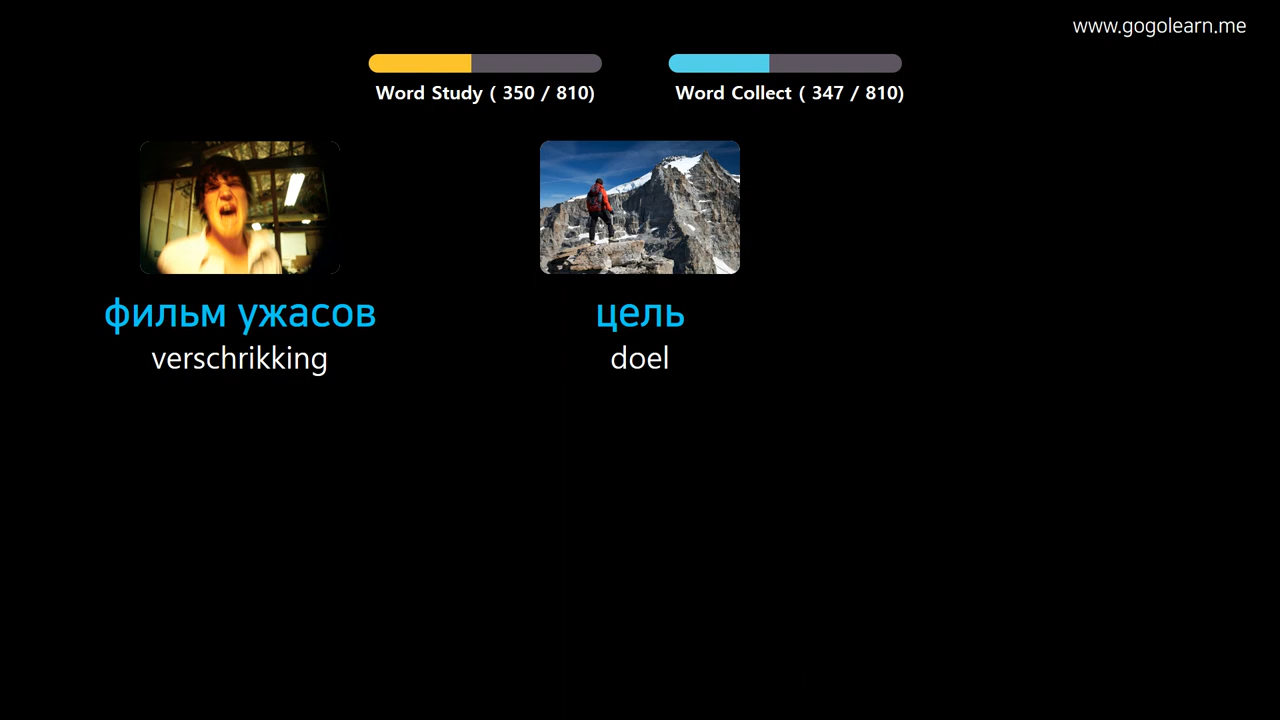 www.gogolearn.me
Word Study ( 350 / 810)
Word Collect ( 347 / 810)
фильм ужасов
verschrikking
цель
doel